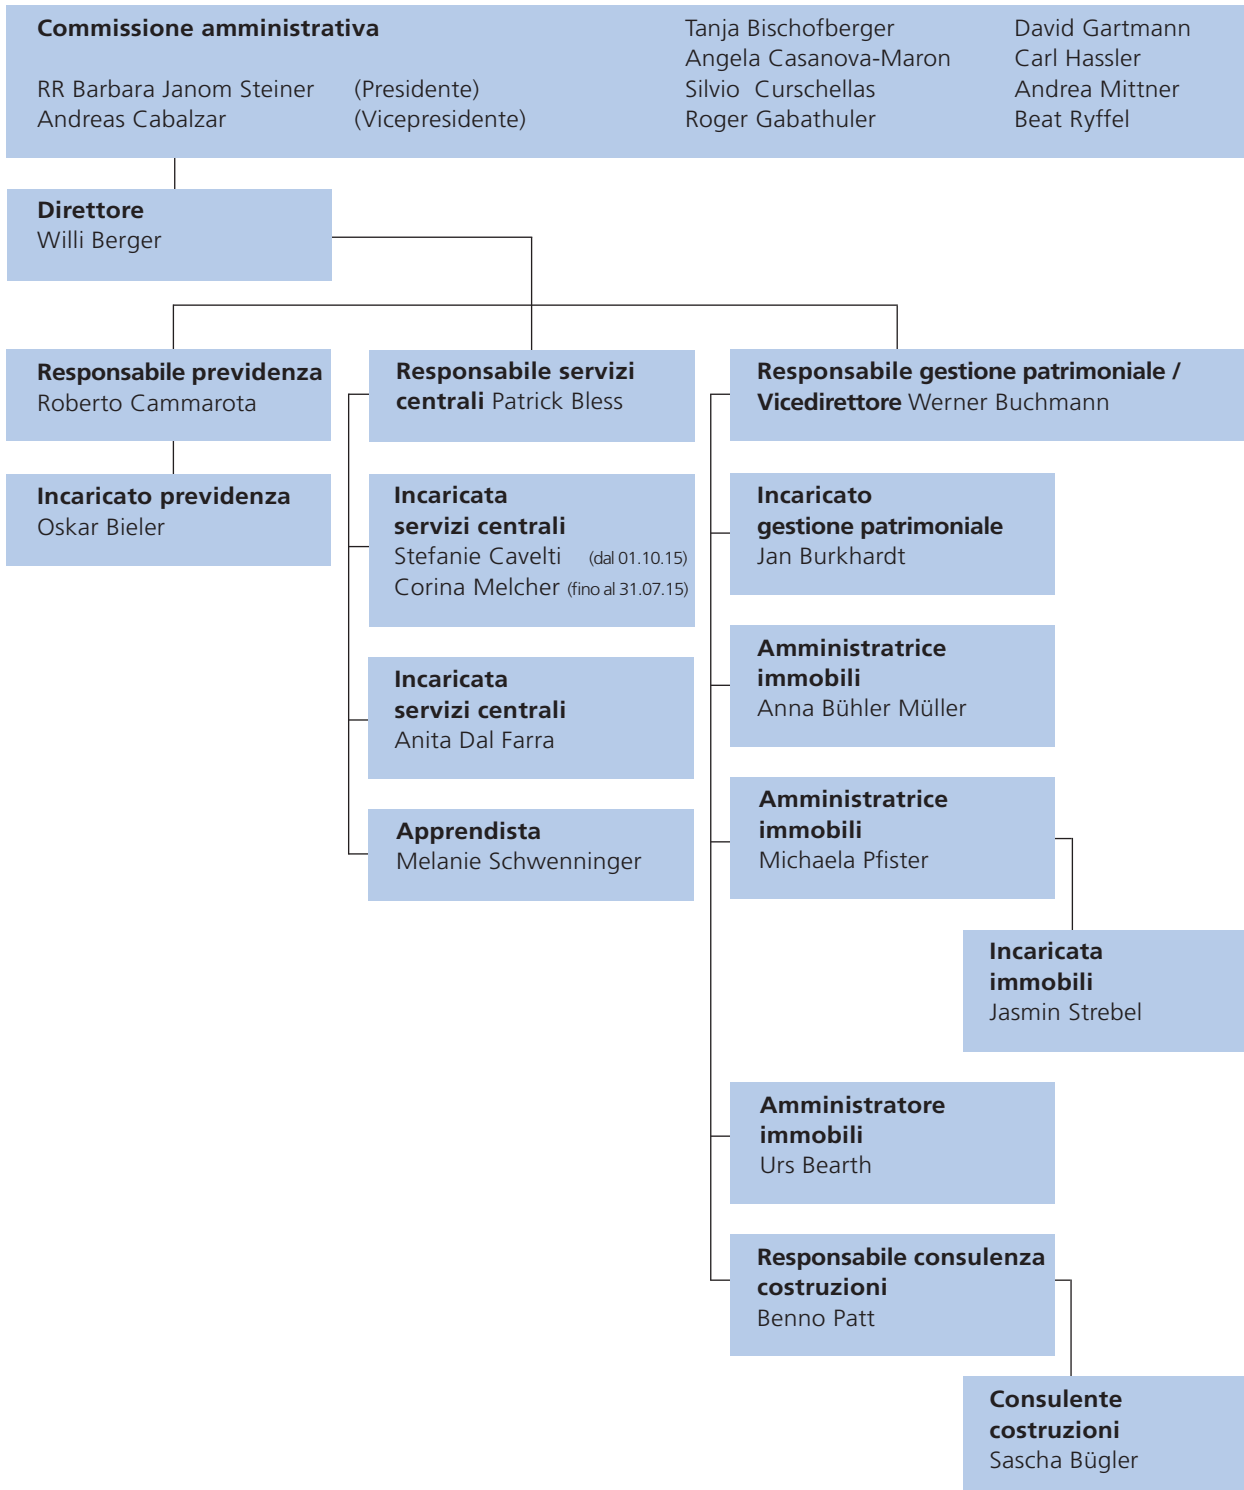 Commissione amministrativa
RR Barbara Janom Steiner (Presidente)
Andreas Cabalzar (Vicepresidente)
Tanja Bischofberger
Angela Casanova-Maron
Silvio Curschellas
Roger Gabathuler
David Gartmann
Carl Hassler
Andrea Mittner
Beat Ryffel
Direttore
Willi Berger
Responsabile previdenza
Roberto Cammarota
Incaricato previdenza
Oskar Bieler
Responsabile servizi
centrali Patrick Bless
Incaricata
servizi centrali
Stefanie Cavelti (dal 01.10.15)
Corina Melcher (fino al 31.07.15)
Incaricata
servizi centrali
Anita Dal Farra
Apprendista
Melanie Schwenninger
Responsabile gestione patrimoniale /
Vicedirettore Werner Buchmann
Incaricato
gestione patrimoniale
Jan Burkhardt
Amministratrice
immobili
Anna Bühler Müller
Amministratrice
immobili
Michaela Pfister
Incaricata
immobili
Jasmin Strebel
Amministratore
immobili
Urs Bearth
Responsabile consulenza
costruzioni
Benno Patt
Consulente
costruzioni
Sascha Bügler